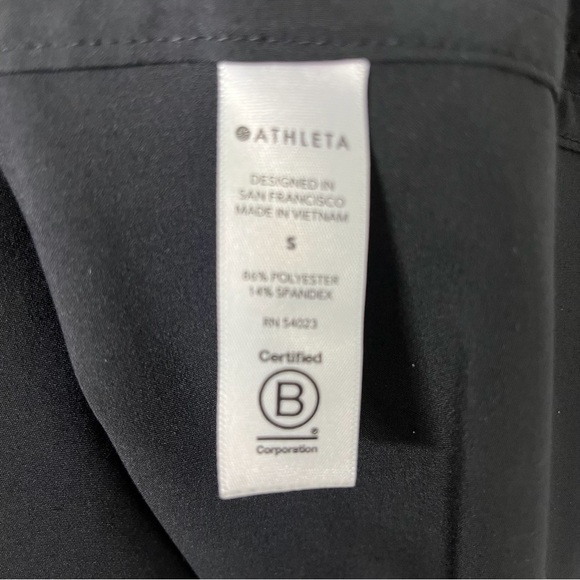 ATHLETA
DESIGNED IN
SAN FRANCISCO
MADE IN VIETNAM
S
86% POLYESTER
14% SPANDEX
RN 54023
Certified
B
®
Corporation